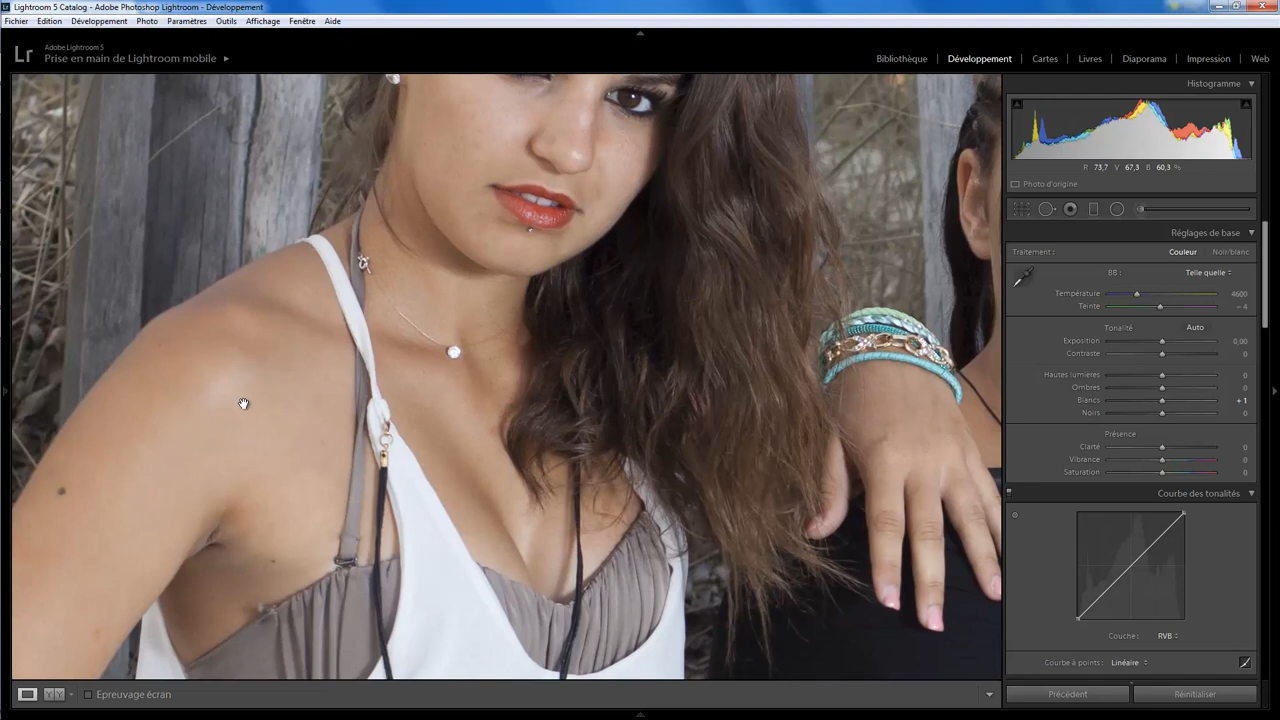 Lightroom 5 Catalog - Adobe Photoshop Lightroom - Développement
Fichier Edition Développement Photo Paramètres Outils Affichage Fenêtre Aide
Lr
Adobe Lightroom 5
Prise en main de Lightroom mobile
Bibliothèque Développement Cartes Livres Diaporama Impression Web
Histogramme
R 73,7 V 67,3 B 60,3 %
Photo d'origine
Réglages de base
Traitement : Couleur Noir/blanc
BB : Telle quelle
Température 4600
Teinte - 4
Tonalité Auto
Exposition 0,00
Contraste 0
Hautes lumières 0
Ombres 0
Blancs + 1
Noirs 0
Présence
Clarté 0
Vibrance 0
Saturation 0
Courbe des tonalités
Couche : RVB
Courbe à points : Linéaire
YY Epreuvage écran
Précédent Réinitialiser